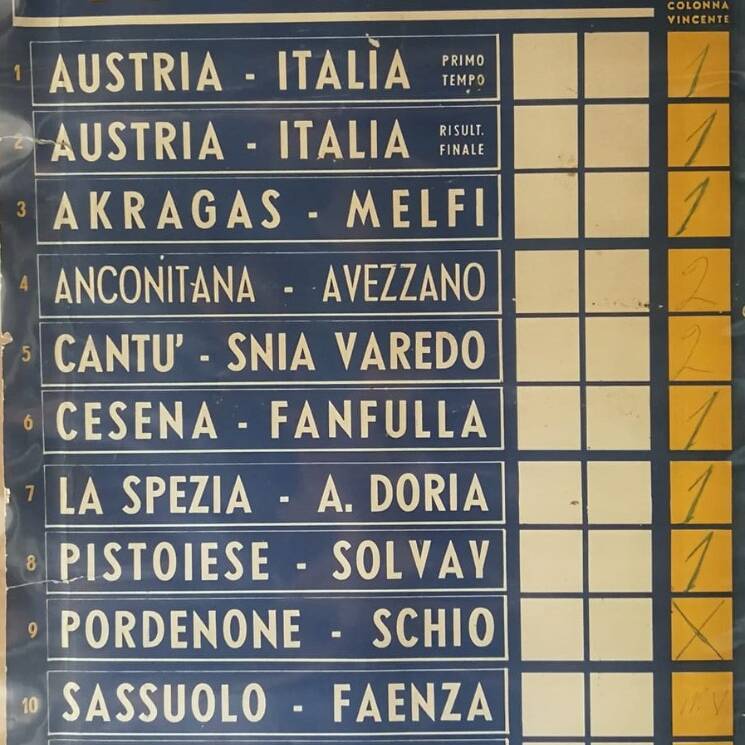 COLONNA
VINCENTE
1 AUSTRIA - ITALIA PRIMO TEMPO 1
2 AUSTRIA - ITALIA RISULT. FINALE 1
3 AKRAGAS - MELFI 1
4 ANCONITANA - AVEZZANO 2
5 CANTU' - SNIA VAREDO 2
6 CESENA - FANFULLA 1
7 LA SPEZIA - A. DORIA 1
8 PISTOIESE - SOLVAY 1
9 PORDENONE - SCHIO X
10 SASSUOLO - FAENZA